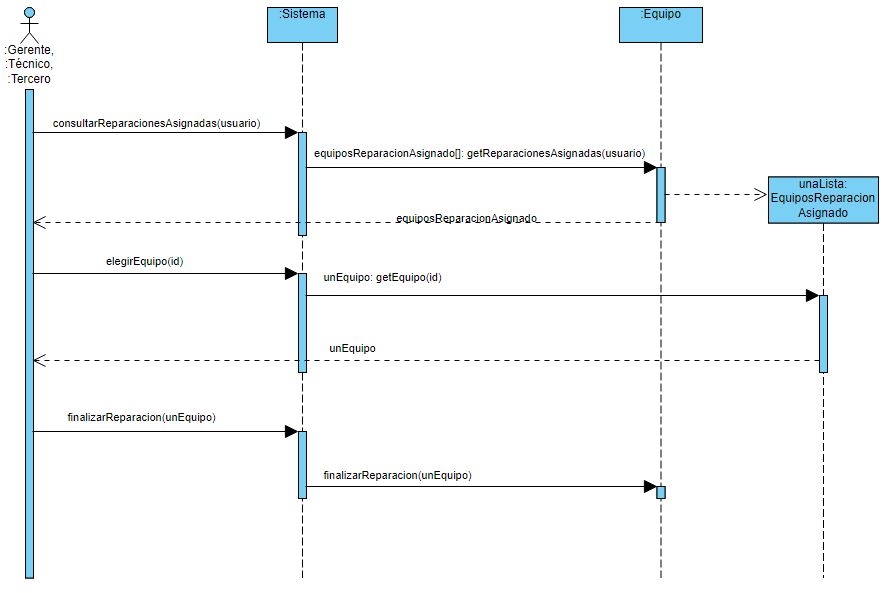 :Sistema
:Equipo
:Gerente,
:Técnico,
:Tercero
consultarReparacionesAsignadas(usuario)
equiposReparacionAsignado[]: getReparacionesAsignadas(usuario)
unaLista:
EquiposReparacion
Asignado
equiposReparacionAsignado
elegirEquipo(id)
unEquipo: getEquipo(id)
unEquipo
finalizarReparacion(unEquipo)
finalizarReparacion(unEquipo)